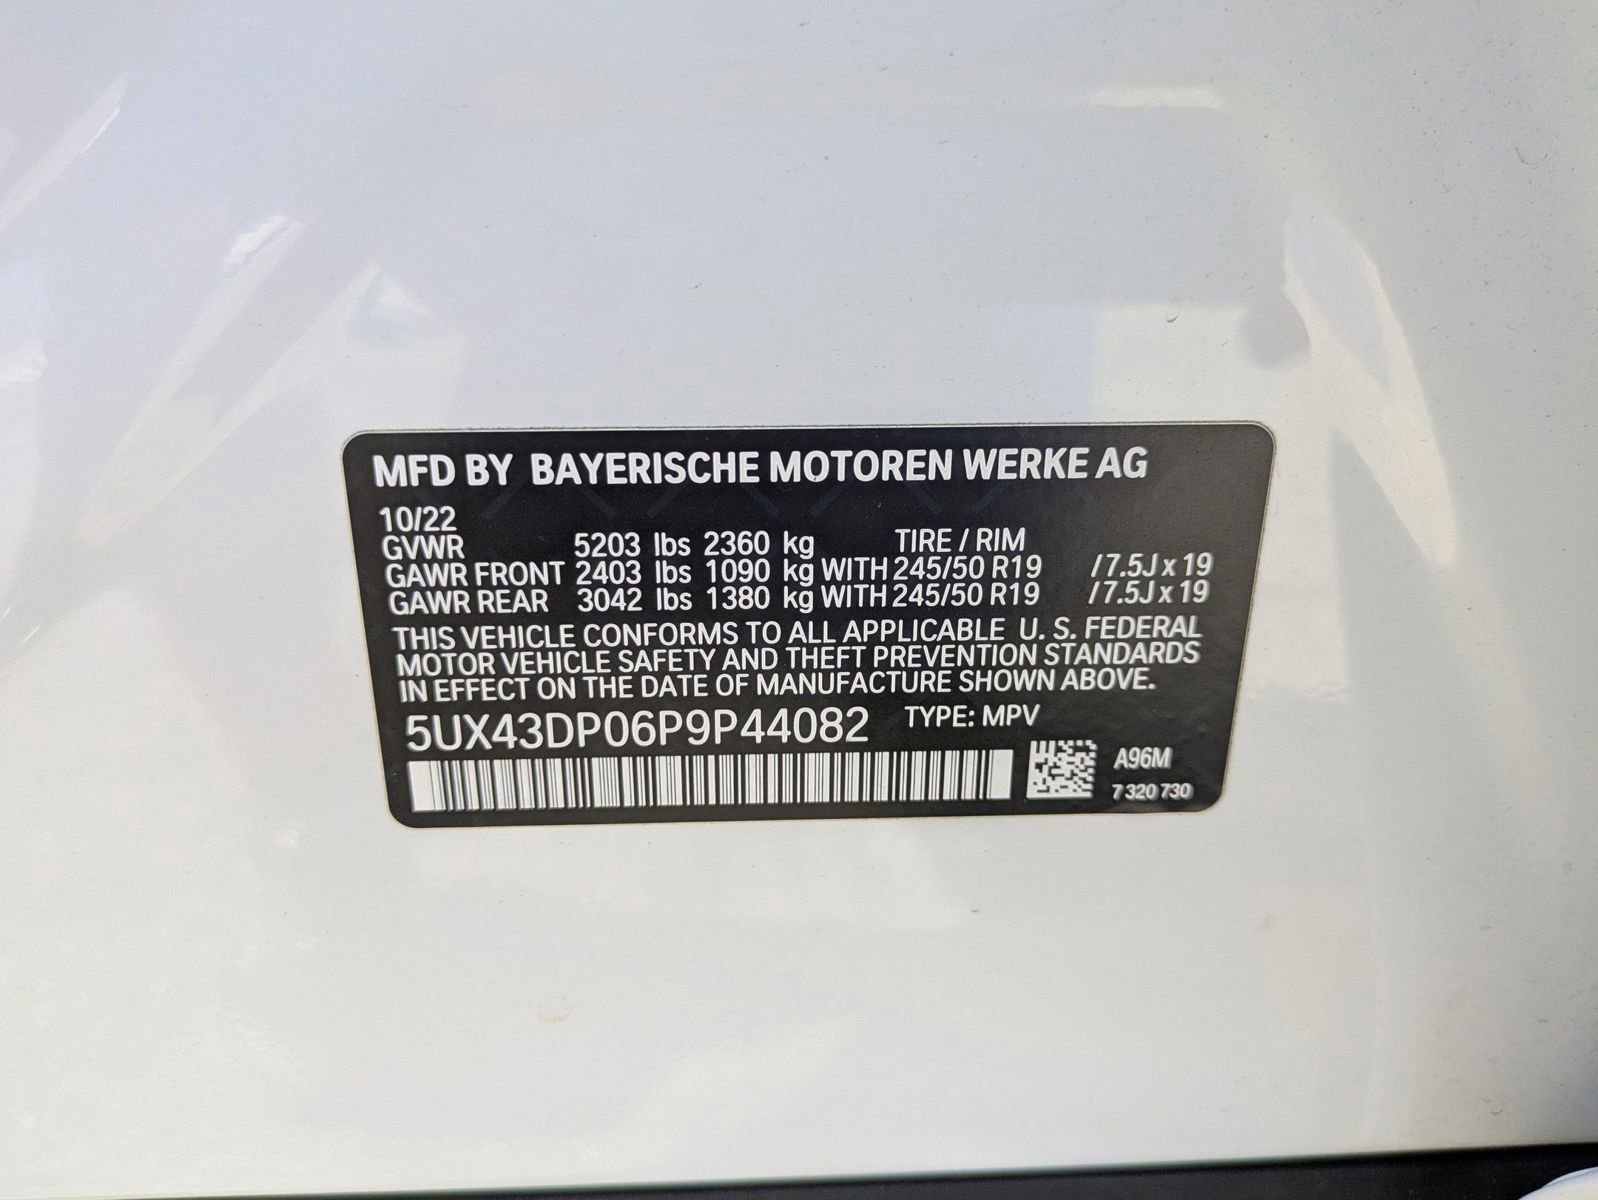 MFD BY BAYERISCHE MOTOREN WERKE AG
10/22
GVWR 5203 lbs 2360 kg TIRE / RIM
GAWR FRONT 2403 lbs 1090 kg WITH 245/50 R19 / 7.5J x 19
GAWR REAR 3042 lbs 1380 kg WITH 245/50 R19 / 7.5J x 19
THIS VEHICLE CONFORMS TO ALL APPLICABLE U. S. FEDERAL
MOTOR VEHICLE SAFETY AND THEFT PREVENTION STANDARDS
IN EFFECT ON THE DATE OF MANUFACTURE SHOWN ABOVE.
5UX43DP06P9P44082 TYPE: MPV
A96M
7 320 730